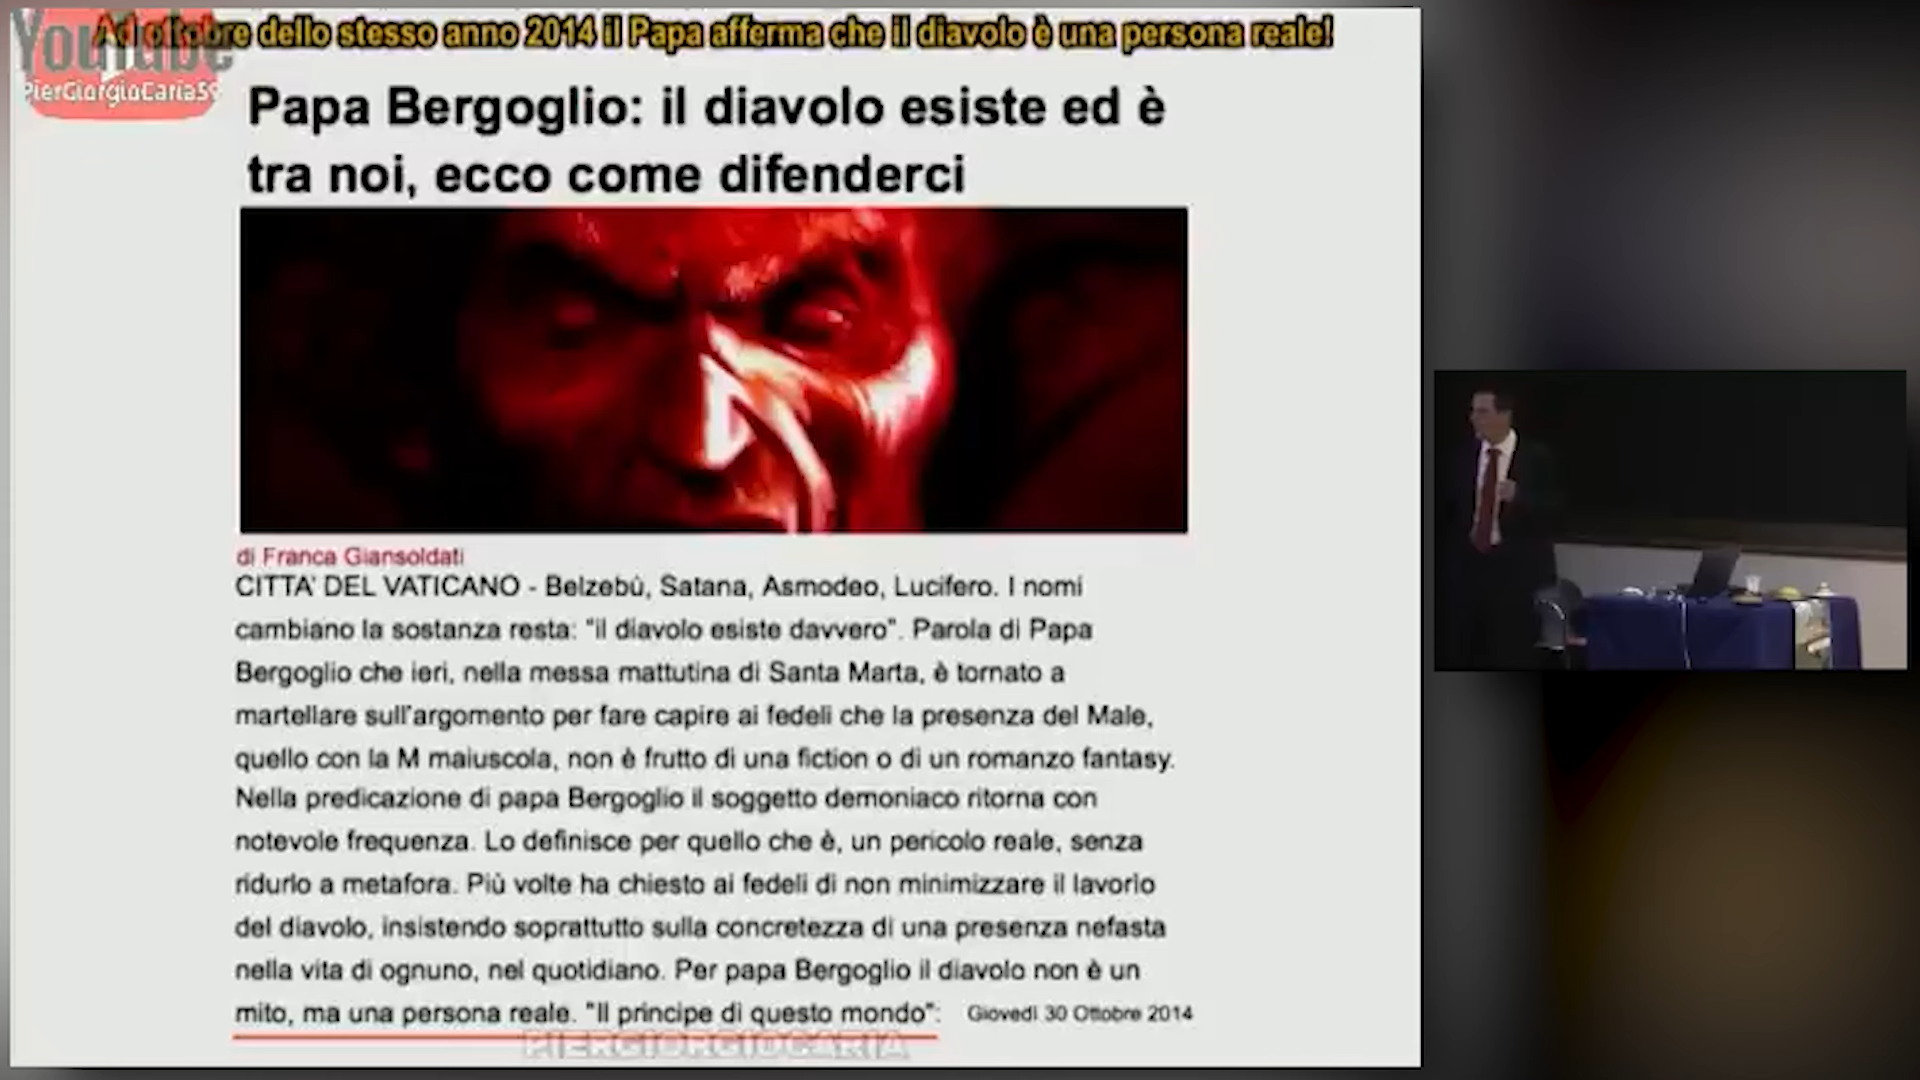 Ad ottobre dello stesso anno 2014 il Papa afferma che il diavolo è una persona reale!
YouTube
PierGiorgioCaria59
Papa Bergoglio: il diavolo esiste ed è
tra noi, ecco come difenderci
di Franca Giansoldati
CITTA' DEL VATICANO - Belzebù, Satana, Asmodeo, Lucifero. I nomi
cambiano la sostanza resta: "il diavolo esiste davvero". Parola di Papa
Bergoglio che ieri, nella messa mattutina di Santa Marta, è tornato a
martellare sull'argomento per fare capire ai fedeli che la presenza del Male,
quello con la M maiuscola, non è frutto di una fiction o di un romanzo fantasy.
Nella predicazione di papa Bergoglio il soggetto demoniaco ritorna con
notevole frequenza. Lo definisce per quello che è, un pericolo reale, senza
ridurlo a metafora. Più volte ha chiesto ai fedeli di non minimizzare il lavorìo
del diavolo, insistendo soprattutto sulla concretezza di una presenza nefasta
nella vita di ognuno, nel quotidiano. Per papa Bergoglio il diavolo non è un
mito, ma una persona reale. "Il principe di questo mondo":
Giovedì 30 Ottobre 2014
PIERGIORGIOCARIA